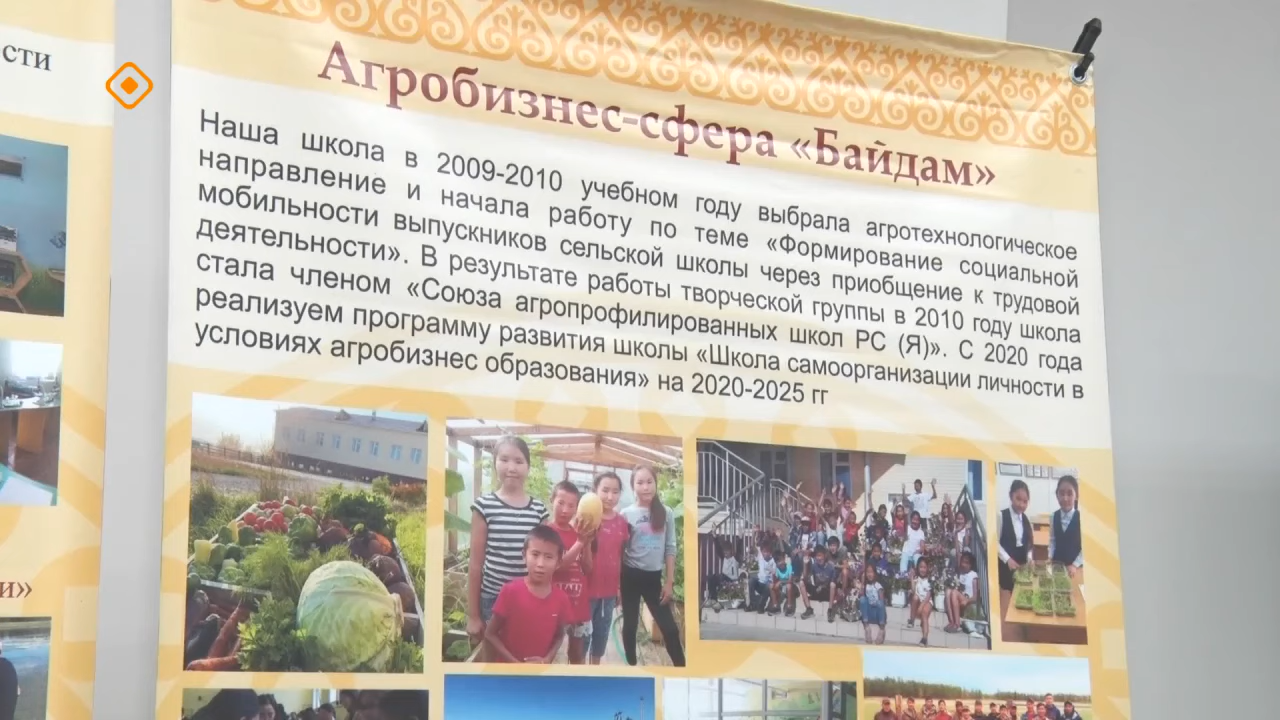 сти
Агробизнес-сфера «Байдам»
Наша школа в 2009-2010 учебном году выбрала агротехнологическое
направление и начала работу по теме «Формирование социальной
мобильности выпускников сельской школы через приобщение к трудовой
деятельности». В результате работы творческой группы в 2010 году школа
стала членом «Союза агропрофилированных школ РС (Я)». С 2020 года
реализуем программу развития школы «Школа самоорганизации личности в
условиях агробизнес образования» на 2020-2025 гг
и»